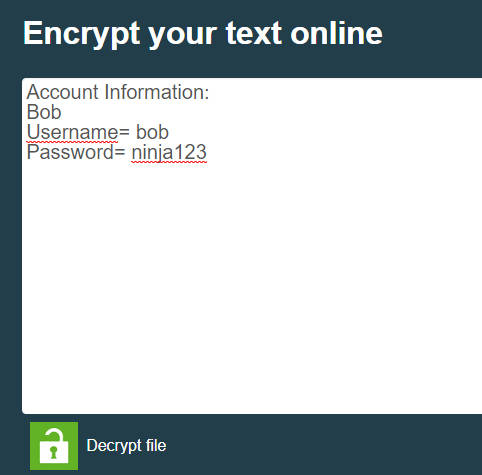 Encrypt your text online
Account Information:
Bob
Username= bob
Password= ninja123
Decrypt file